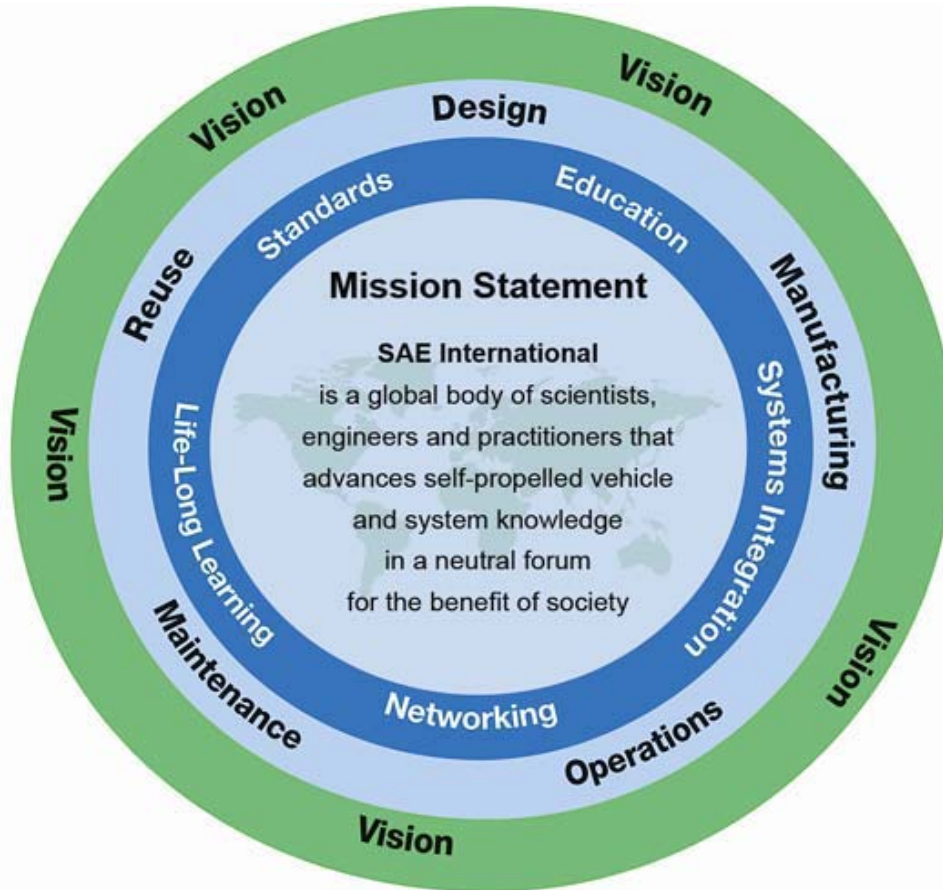 Vision
Vision
Design
Standards
Education
Reuse
Manufacturing
Mission Statement
SAE International
is a global body of scientists,
engineers and practitioners that
advances self-propelled vehicle
and system knowledge
in a neutral forum
for the benefit of society
Vision
Life-Long Learning
Systems Integration
Maintenance
Networking
Operations
Vision
Vision